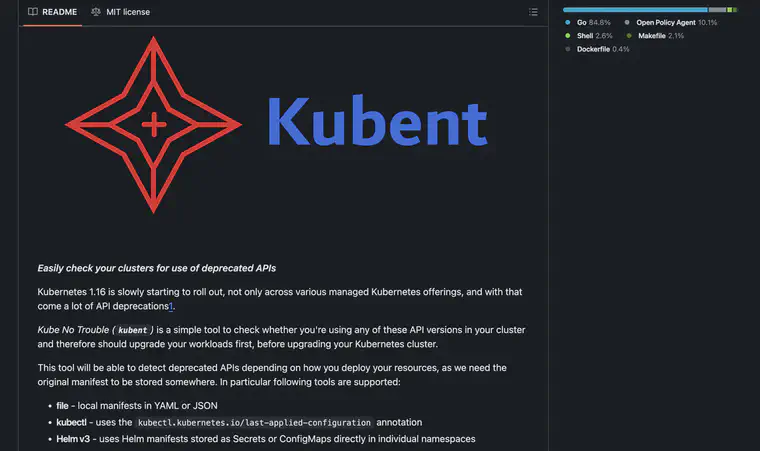 README
MIT license
Kubent
Easily check your clusters for use of deprecated APIs
Kubernetes 1.16 is slowly starting to roll out, not only across various managed Kubernetes offerings, and with that
come a lot of API deprecations1.
Kube No Trouble (kubent) is a simple tool to check whether you're using any of these API versions in your cluster
and therefore should upgrade your workloads first, before upgrading your Kubernetes cluster.
This tool will be able to detect deprecated APIs depending on how you deploy your resources, as we need the
original manifest to be stored somewhere. In particular following tools are supported:
• file - local manifests in YAML or JSON
• kubectl - uses the kubectl.kubernetes.io/last-applied-configuration annotation
• Helm v3 - uses Helm manifests stored as Secrets or ConfigMaps directly in individual namespaces
Go 84.8%
Open Policy Agent 10.1%
Shell 2.6%
Makefile 2.1%
Dockerfile 0.4%